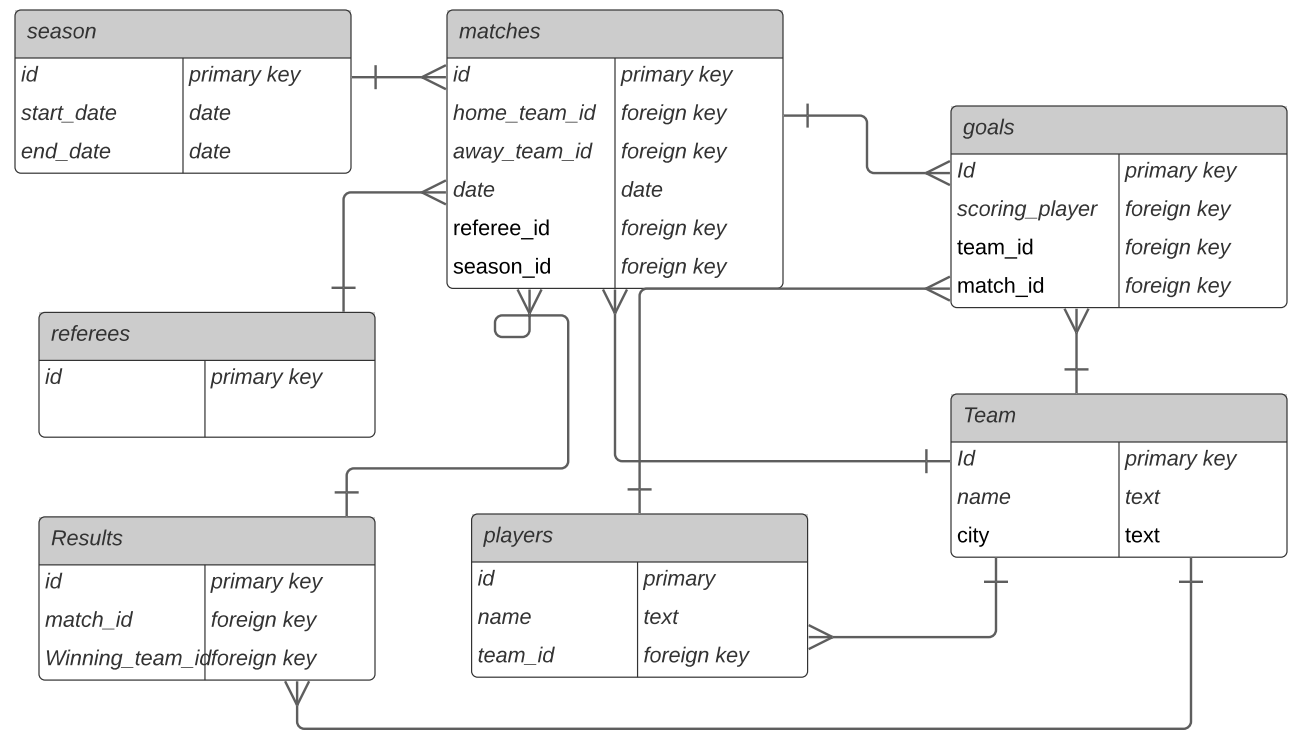 season
id primary key
start_date date
end_date date
matches
id primary key
home_team_id foreign key
away_team_id foreign key
date date
referee_id foreign key
season_id foreign key
goals
Id primary key
scoring_player foreign key
team_id foreign key
match_id foreign key
referees
id primary key
Team
Id primary key
name text
city text
Results
id primary key
match_id foreign key
Winning_team_id foreign key
players
id primary
name text
team_id foreign key